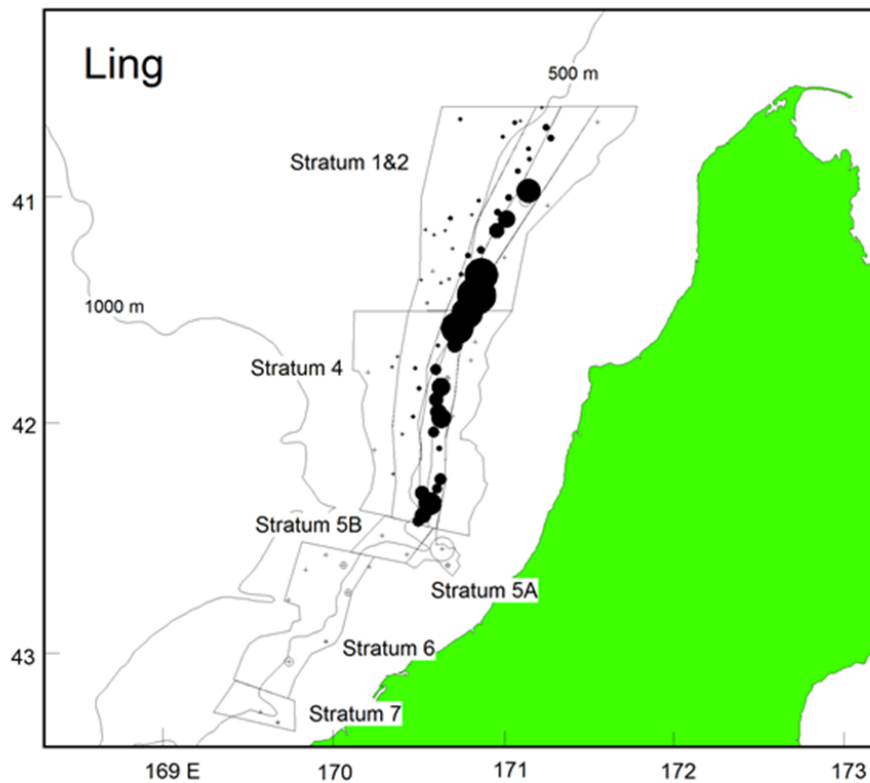 Ling
500 m
Stratum 1&2
41
1000 m
Stratum 4
42
Stratum 5B
Stratum 5A
Stratum 6
43
Stratum 7
169 E
170
171
172
173